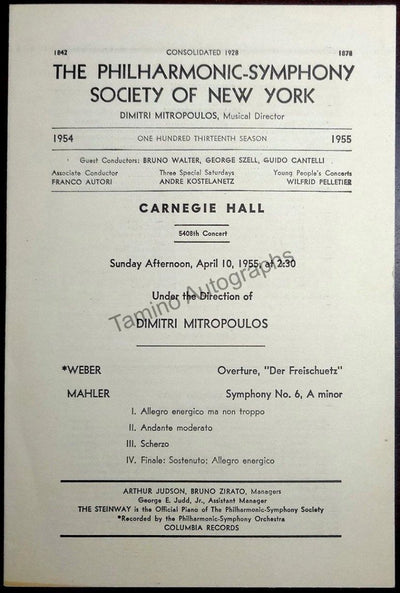 1842 CONSOLIDATED 1928 1878
THE PHILHARMONIC-SYMPHONY
SOCIETY OF NEW YORK
DIMITRI MITROPOULOS, Musical Director
1954 ONE HUNDRED THIRTEENTH SEASON 1955
Guest Conductors: BRUNO WALTER, GEORGE SZELL, GUIDO CANTELLI
Associate Conductor Three Special Saturdays Young People's Concerts
FRANCO AUTORI ANDRE KOSTELANETZ WILFRID PELLETIER
CARNEGIE HALL
5408th Concert
Sunday Afternoon, April 10, 1955, at 2:30
Under the Direction of
DIMITRI MITROPOULOS
Tamino Autographs
*WEBER Overture, "Der Freischuetz"
MAHLER Symphony No. 6, A minor
I. Allegro energico ma non troppo
II. Andante moderato
III. Scherzo
IV. Finale: Sostenuto; Allegro energico
ARTHUR JUDSON, BRUNO ZIRATO, Managers
George E. Judd, Jr., Assistant Manager
THE STEINWAY is the Official Piano of The Philharmonic-Symphony Society
*Recorded by the Philharmonic-Symphony Orchestra
COLUMBIA RECORDS